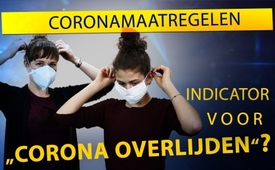 CORONAMAATREGELEN
INDICATOR
VOOR
„CORONA OVERLIJDEN“?